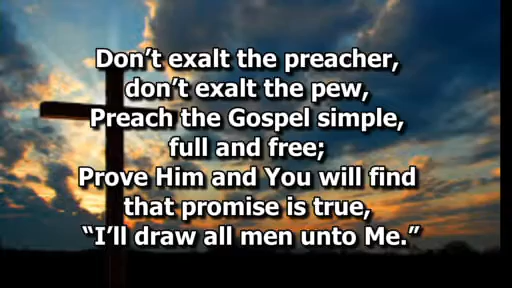 Don’t exalt the preacher,
don’t exalt the pew,
Preach the Gospel simple,
full and free;
Prove Him and You will find
that promise is true,
“I’ll draw all men unto Me.”